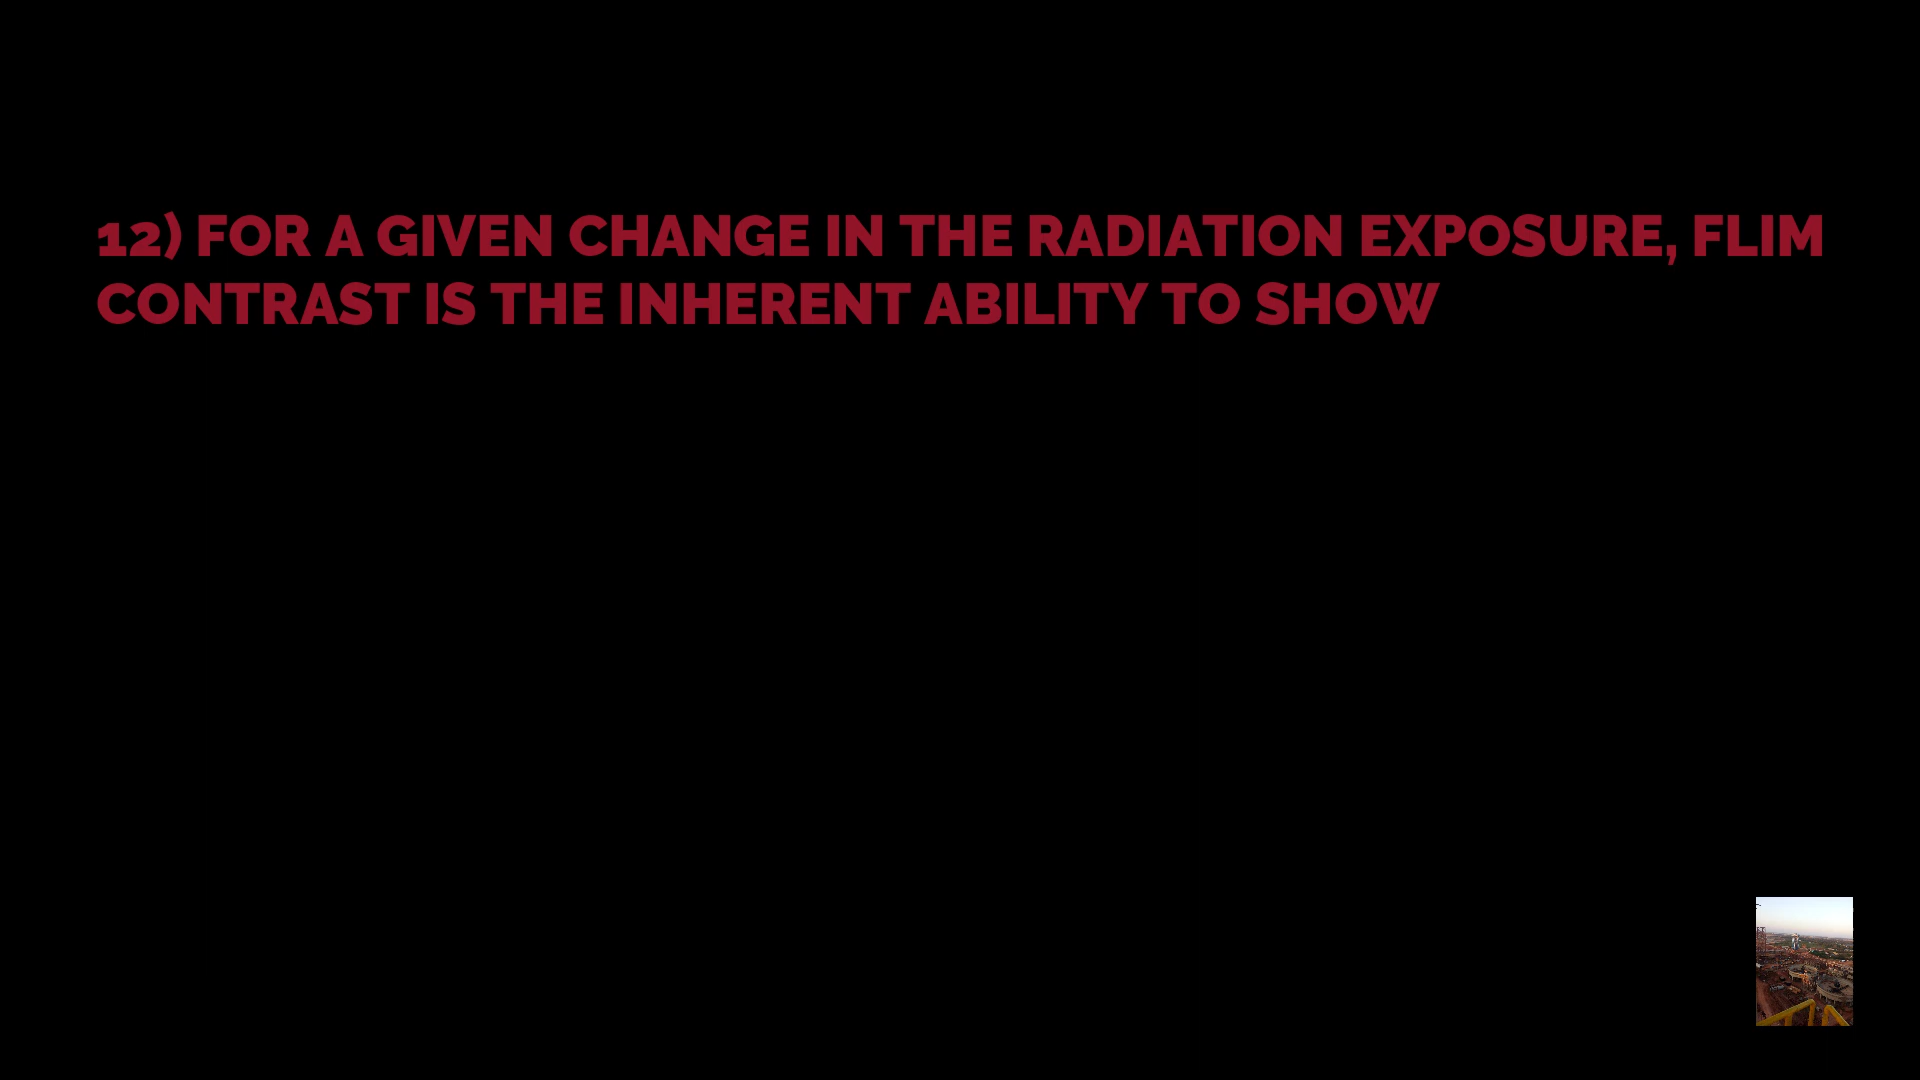 12) FOR A GIVEN CHANGE IN THE RADIATION EXPOSURE, FLIM
CONTRAST IS THE INHERENT ABILITY TO SHOW